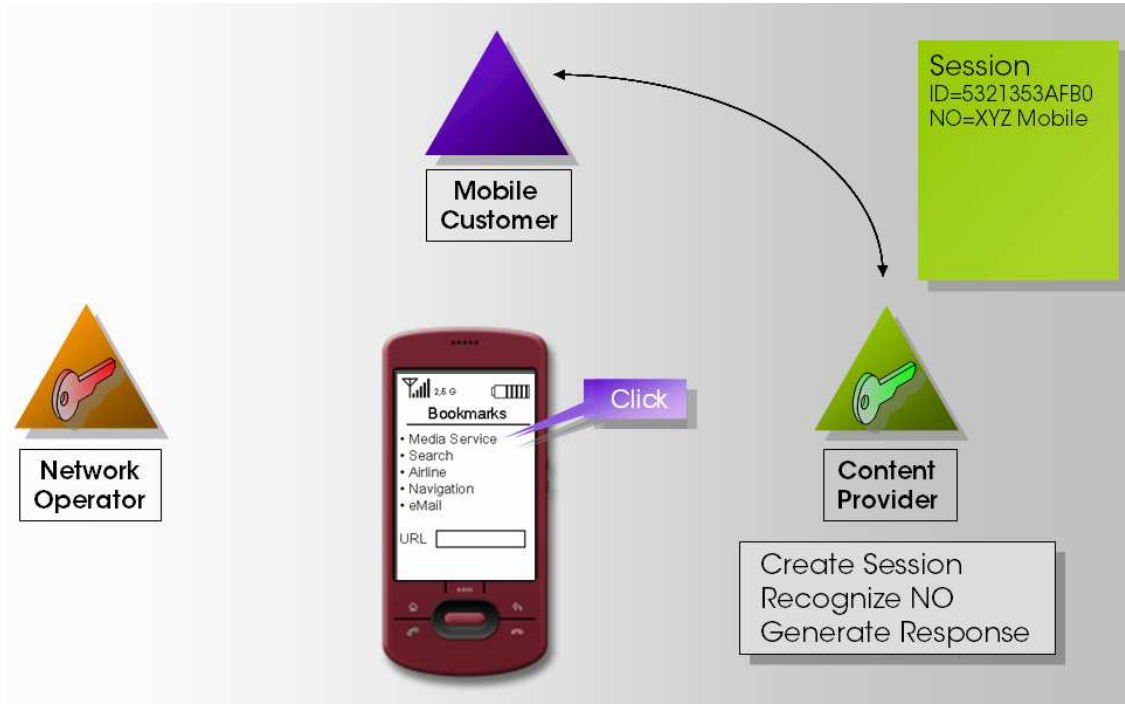 Session
ID=5321353AFB0
NO=XYZ Mobile
Mobile
Customer
2,5 G
Bookmarks
• Media Service
• Search
• Airline
• Navigation
• eMail
URL
Click
Network
Operator
Content
Provider
Create Session
Recognize NO
Generate Response